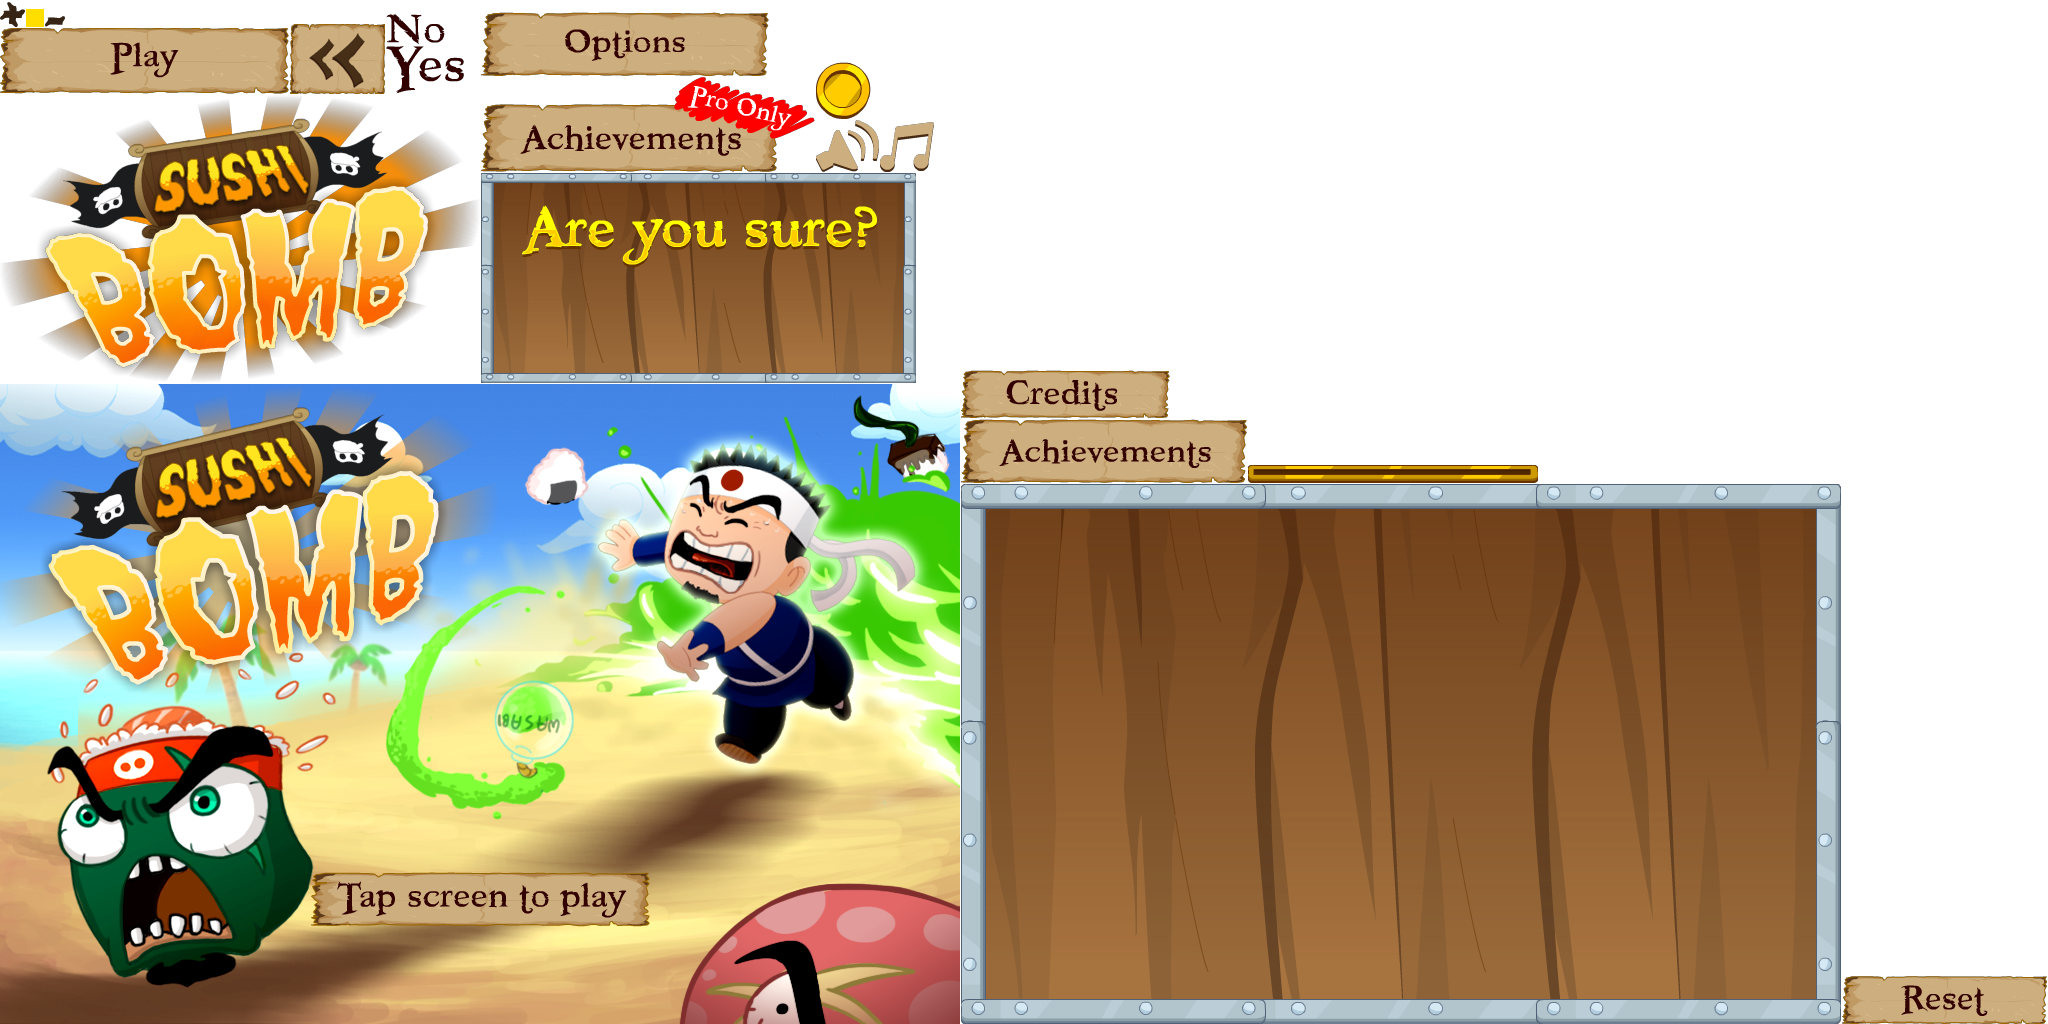 Play
No
Yes
Options
Pro Only
Achievements
SUSHI
BOMB
Are you sure?
Credits
Achievements
SUSHI
BOMB
WASABI
Tap screen to play
Reset